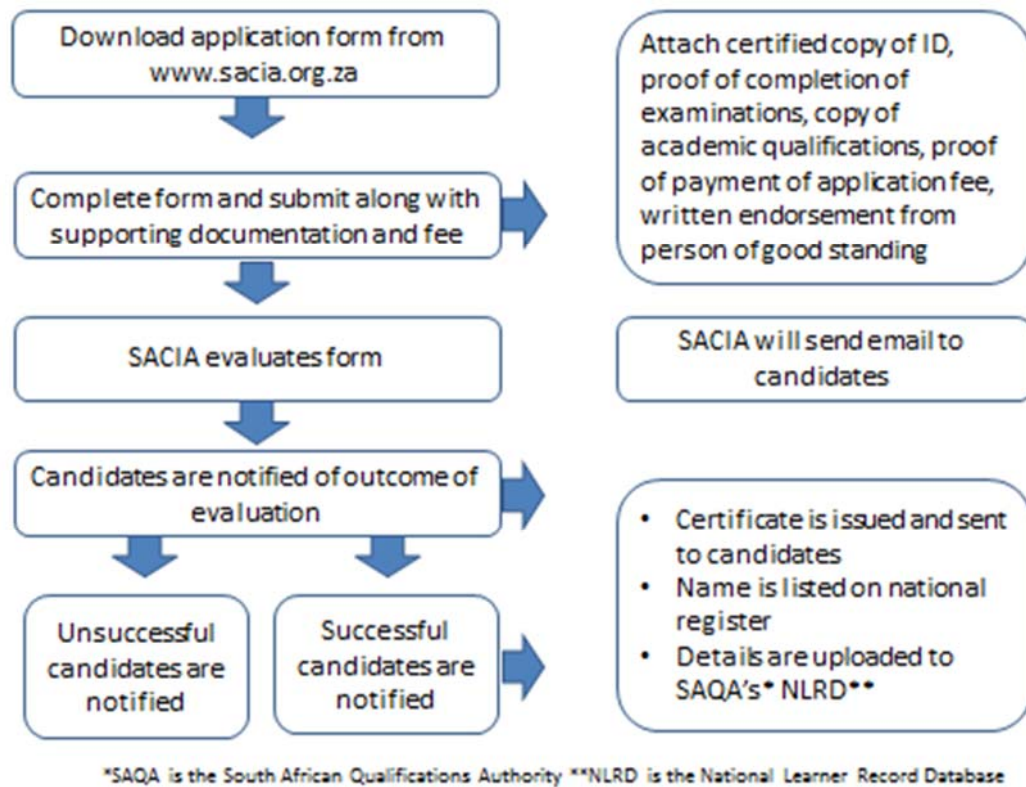 Download application form from
www.sacia.org.za
Attach certified copy of ID,
proof of completion of
examinations, copy of
academic qualifications, proof
of payment of application fee,
written endorsement from
person of good standing
Complete form and submit along with
supporting documentation and fee
SACIA evaluates form
SACIA will send email to
candidates
Candidates are notified of outcome of
evaluation
Unsuccessful
candidates are
notified
Successful
candidates are
notified
• Certificate is issued and sent
to candidates
• Name is listed on national
register
• Details are uploaded to
SAQA's* NLRD**
*SAQA is the South African Qualifications Authority **NLRD is the National Learner Record Database